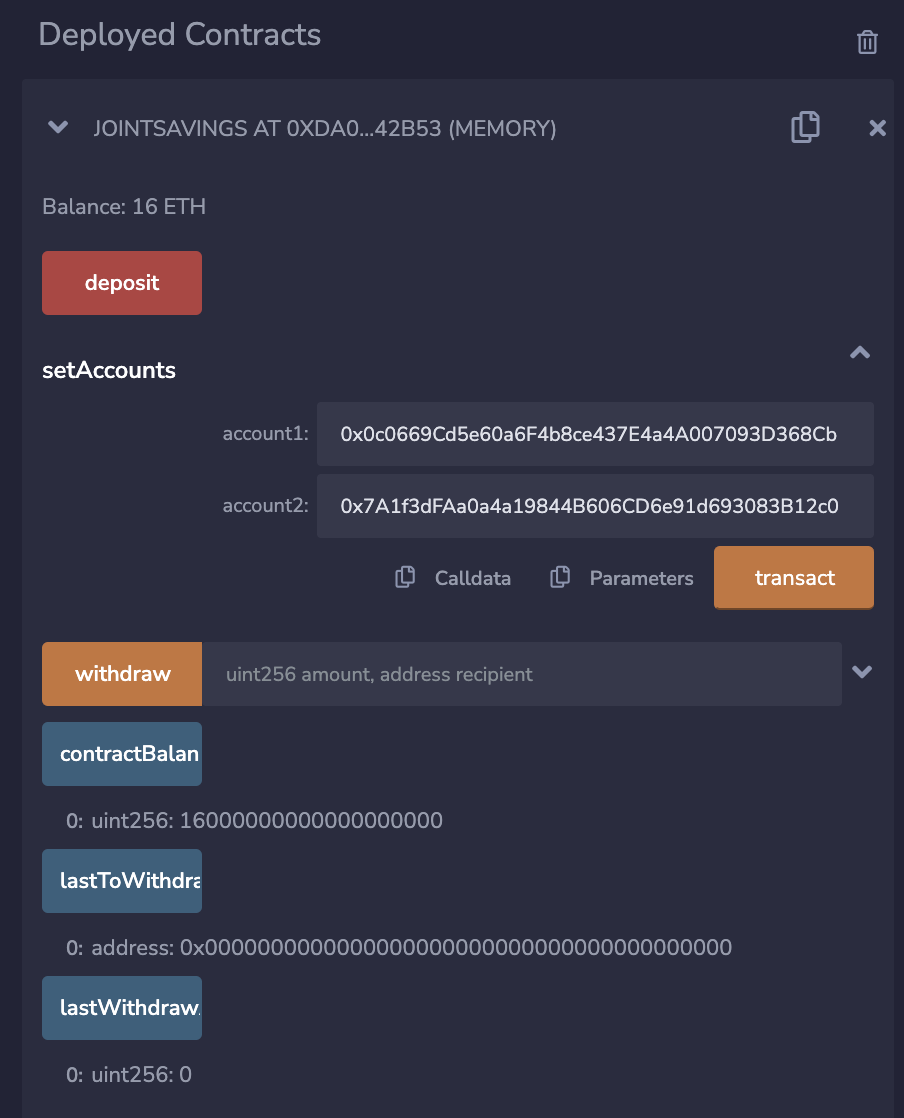 Deployed Contracts
JOINTSAVINGS AT 0XDA0...42B53 (MEMORY)
Balance: 16 ETH
deposit
setAccounts
account1: 0x0c0669Cd5e60a6F4b8ce437E4a4A007093D368Cb
account2: 0x7A1f3dFAa0a4a19844B606CD6e91d693083B12c0
Calldata Parameters transact
withdraw uint256 amount, address recipient
contractBalan
0: uint256: 16000000000000000000
lastToWithdra
0: address: 0x0000000000000000000000000000000000000000
lastWithdraw
0: uint256: 0